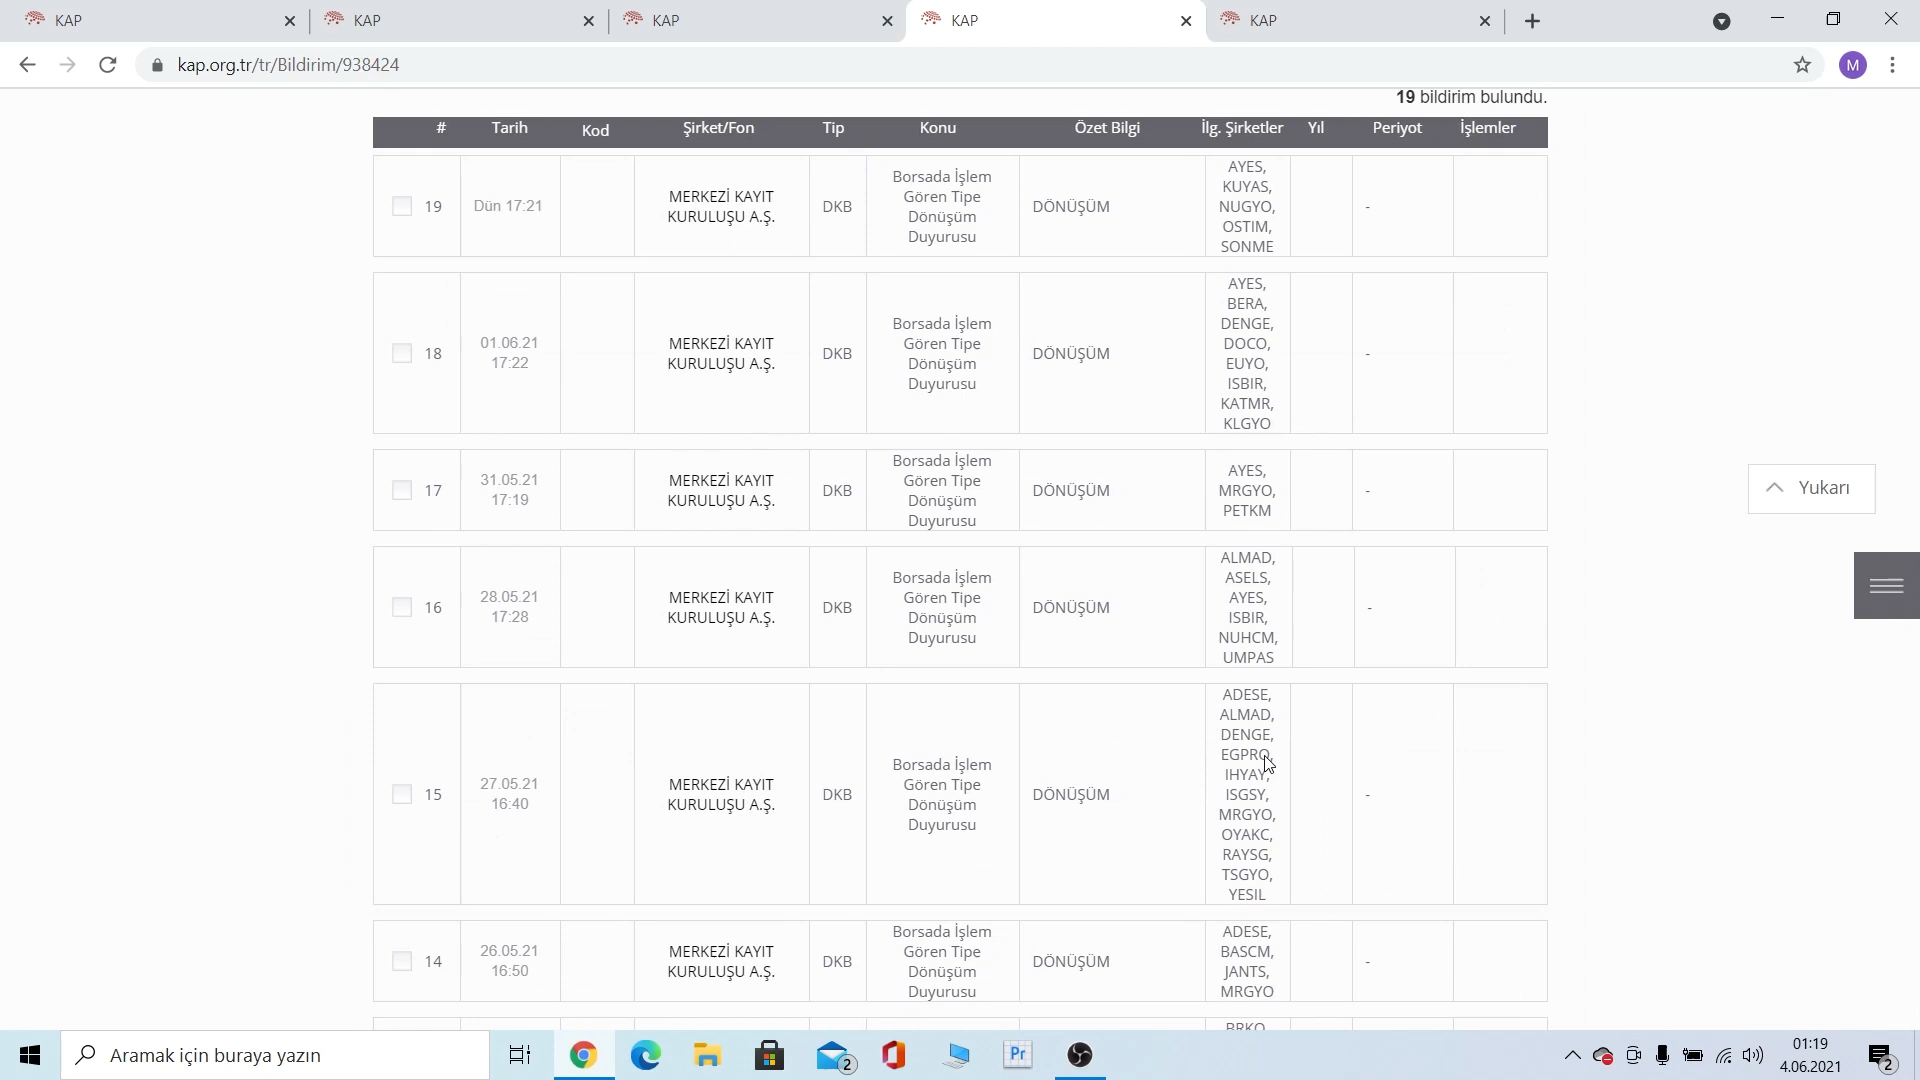 KAP
KAP
KAP
KAP
KAP
kap.org.tr/tr/Bildirim/938424
M
19 bildirim bulundu.
# Tarih Kod Şirket/Fon Tip Konu Özet Bilgi İlg. Şirketler Yıl Periyot İşlemler
19
Dün 17:21
MERKEZİ KAYIT
KURULUŞU A.Ş.
DKB
Borsada İşlem
Gören Tipe
Dönüşüm
Duyurusu
DÖNÜŞÜM
AYES,
KUYAS,
NUGYO,
OSTIM,
SONME
-
18
01.06.21
17:22
MERKEZİ KAYIT
KURULUŞU A.Ş.
DKB
Borsada İşlem
Gören Tipe
Dönüşüm
Duyurusu
DÖNÜŞÜM
AYES,
BERA,
DENGE,
DOCO,
EUYO,
ISBIR,
KATMR,
KLGYO
-
17
31.05.21
17:19
MERKEZİ KAYIT
KURULUŞU A.Ş.
DKB
Borsada İşlem
Gören Tipe
Dönüşüm
Duyurusu
DÖNÜŞÜM
AYES,
MRGYO,
PETKM
-
16
28.05.21
17:28
MERKEZİ KAYIT
KURULUŞU A.Ş.
DKB
Borsada İşlem
Gören Tipe
Dönüşüm
Duyurusu
DÖNÜŞÜM
ALMAD,
ASELS,
AYES,
ISBIR,
NUHCM,
UMPAS
-
15
27.05.21
16:40
MERKEZİ KAYIT
KURULUŞU A.Ş.
DKB
Borsada İşlem
Gören Tipe
Dönüşüm
Duyurusu
DÖNÜŞÜM
ADESE,
ALMAD,
DENGE,
EGPRO,
IHYAY,
ISGSY,
MRGYO,
OYAKC,
RAYSG,
TSGYO,
YESIL
-
14
26.05.21
16:50
MERKEZİ KAYIT
KURULUŞU A.Ş.
DKB
Borsada İşlem
Gören Tipe
Dönüşüm
Duyurusu
DÖNÜŞÜM
ADESE,
BASCM,
JANTS,
MRGYO
-
BRKO
Yukarı
Aramak için buraya yazın
2
Pr
01:19
4.06.2021
2